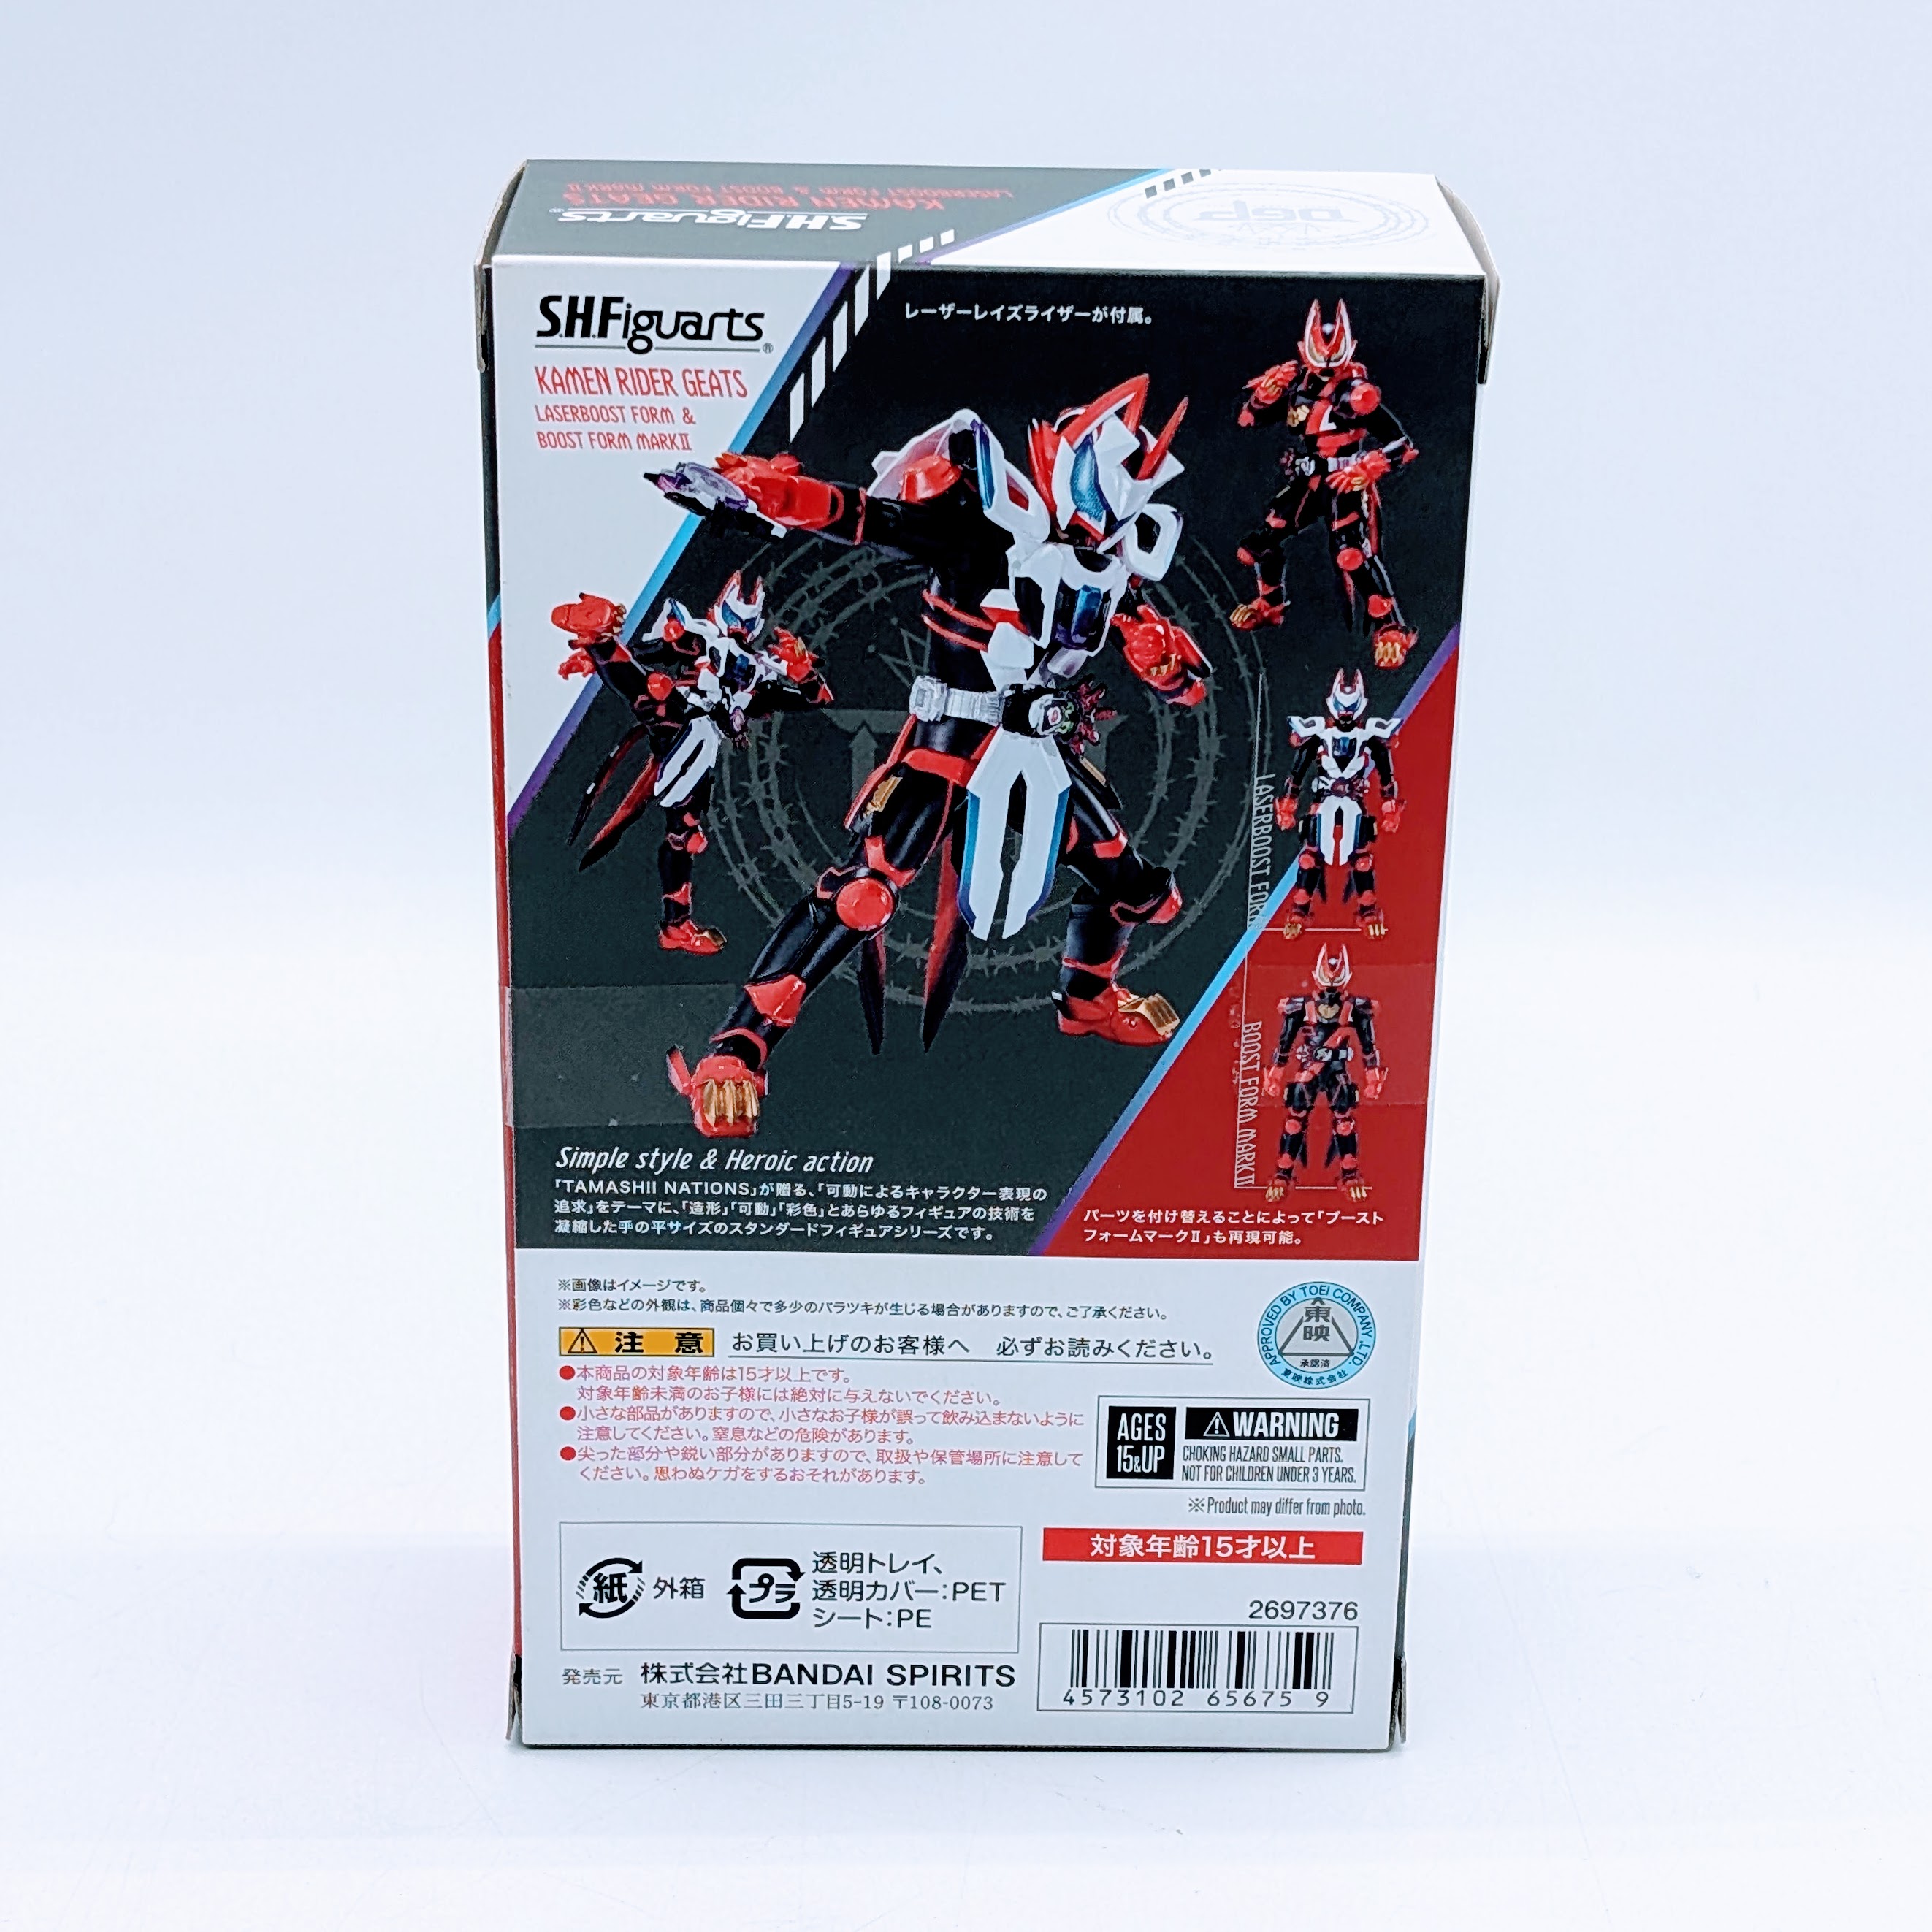 KAMEN RIDER GEATS
LASERBOOST FORM & BOOST FORM MARKⅡ
S.H.Figuarts
DGP
S.H.Figuarts®
KAMEN RIDER GEATS
LASERBOOST FORM &
BOOST FORM MARKⅡ
レーザーレイズライザーが付属。
LASERBOOST FORM
BOOST FORM MARKⅡ
Simple style & Heroic action
「TAMASHII NATIONS」が贈る、「可動によるキャラクター表現の
追求」をテーマに、「造形」「可動」「彩色」とあらゆるフィギュアの技術を
凝縮した手の平サイズのスタンダードフィギュアシリーズです。
パーツを付け替えることによって「ブースト
フォームマークⅡ」も再現可能。
※画像はイメージです。
※彩色などの外観は、商品個々で多少のバラツキが生じる場合がありますので、ご了承ください。
注 意 お買い上げのお客様へ 必ずお読みください。
●本商品の対象年齢は15才以上です。
対象年齢未満のお子様には絶対に与えないでください。
●小さな部品がありますので、小さなお子様が誤って飲み込まないように
注意してください。窒息などの危険があります。
●尖った部分や鋭い部分がありますので、取扱や保管場所に注意して
ください。思わぬケガをするおそれがあります。
APPROVED BY TOEI COMPANY, LTD.
東映
承認済
東映株式会社
AGES
15&UP
WARNING
CHOKING HAZARD SMALL PARTS.
NOT FOR CHILDREN UNDER 3 YEARS.
※Product may differ from photo.
対象年齢15才以上
紙 外箱
プラ
透明トレイ、
透明カバー:PET
シート:PE
2697376
4573102 65675 9
発売元 株式会社BANDAI SPIRITS
東京都港区三田三丁目5-19 〒108-0073